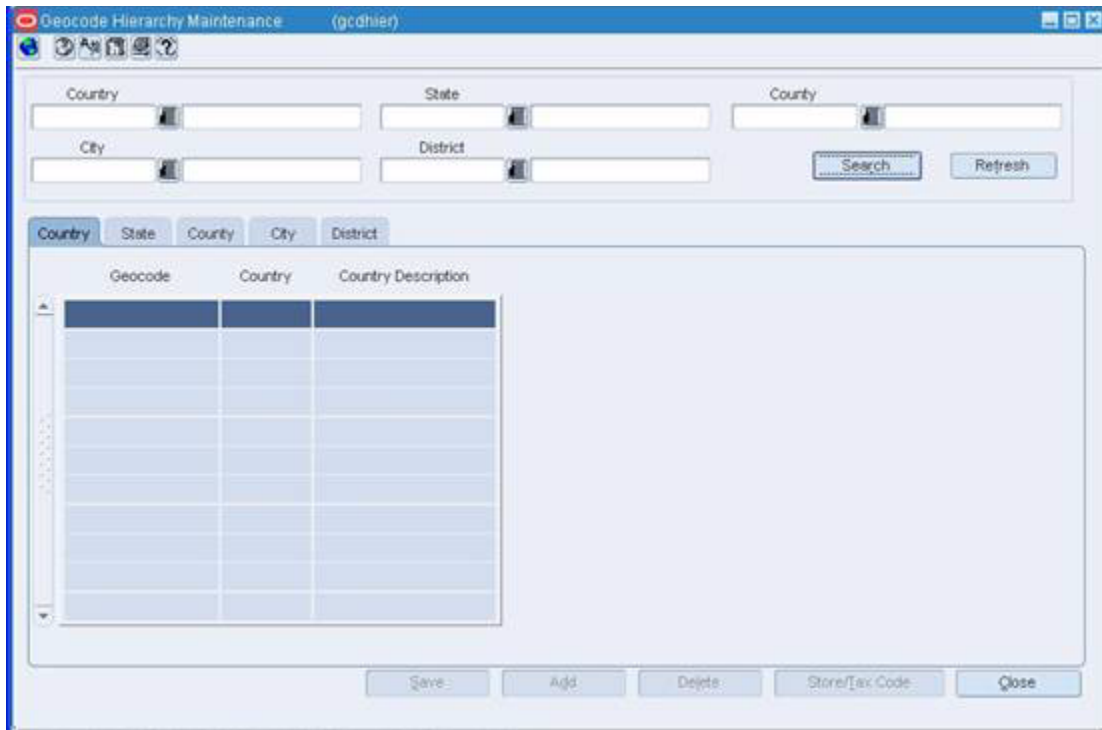 Geocode Hierarchy Maintenance (gcdhier)
Country State County
City District
Search Refresh
Country State County City District
Geocode Country Country Description
Save Add Delete Store/Tax Code Close